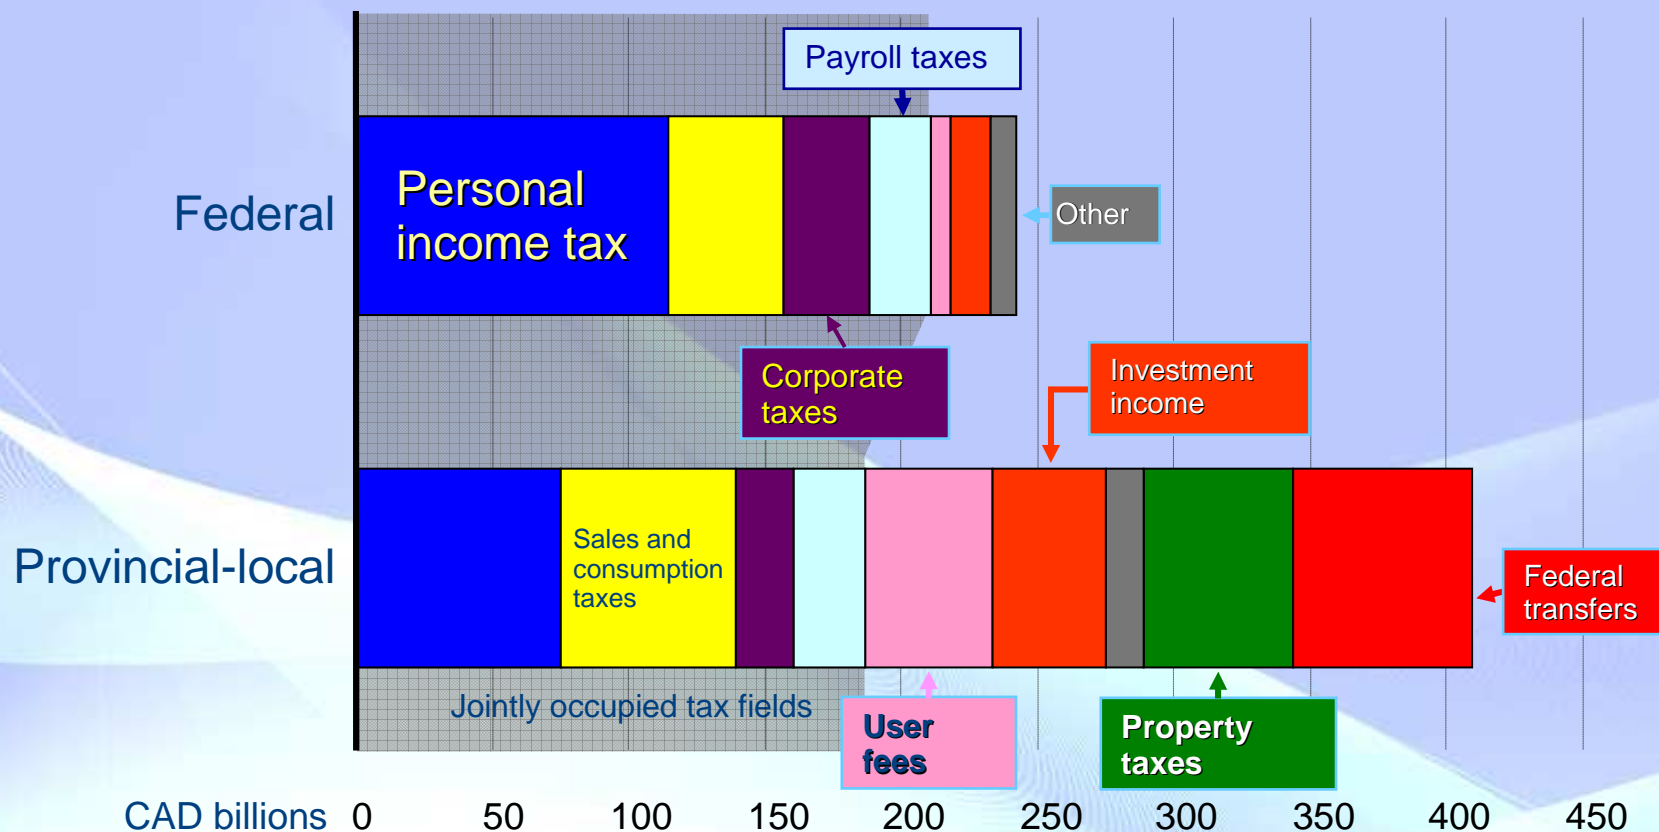 Payroll taxes
Federal
Personal
income tax
Other
Corporate
taxes
Investment
income
Provincial-local
Sales and
consumption
taxes
Federal
transfers
Jointly occupied tax fields
User
fees
Property
taxes
CAD billions 0 50 100 150 200 250 300 350 400 450